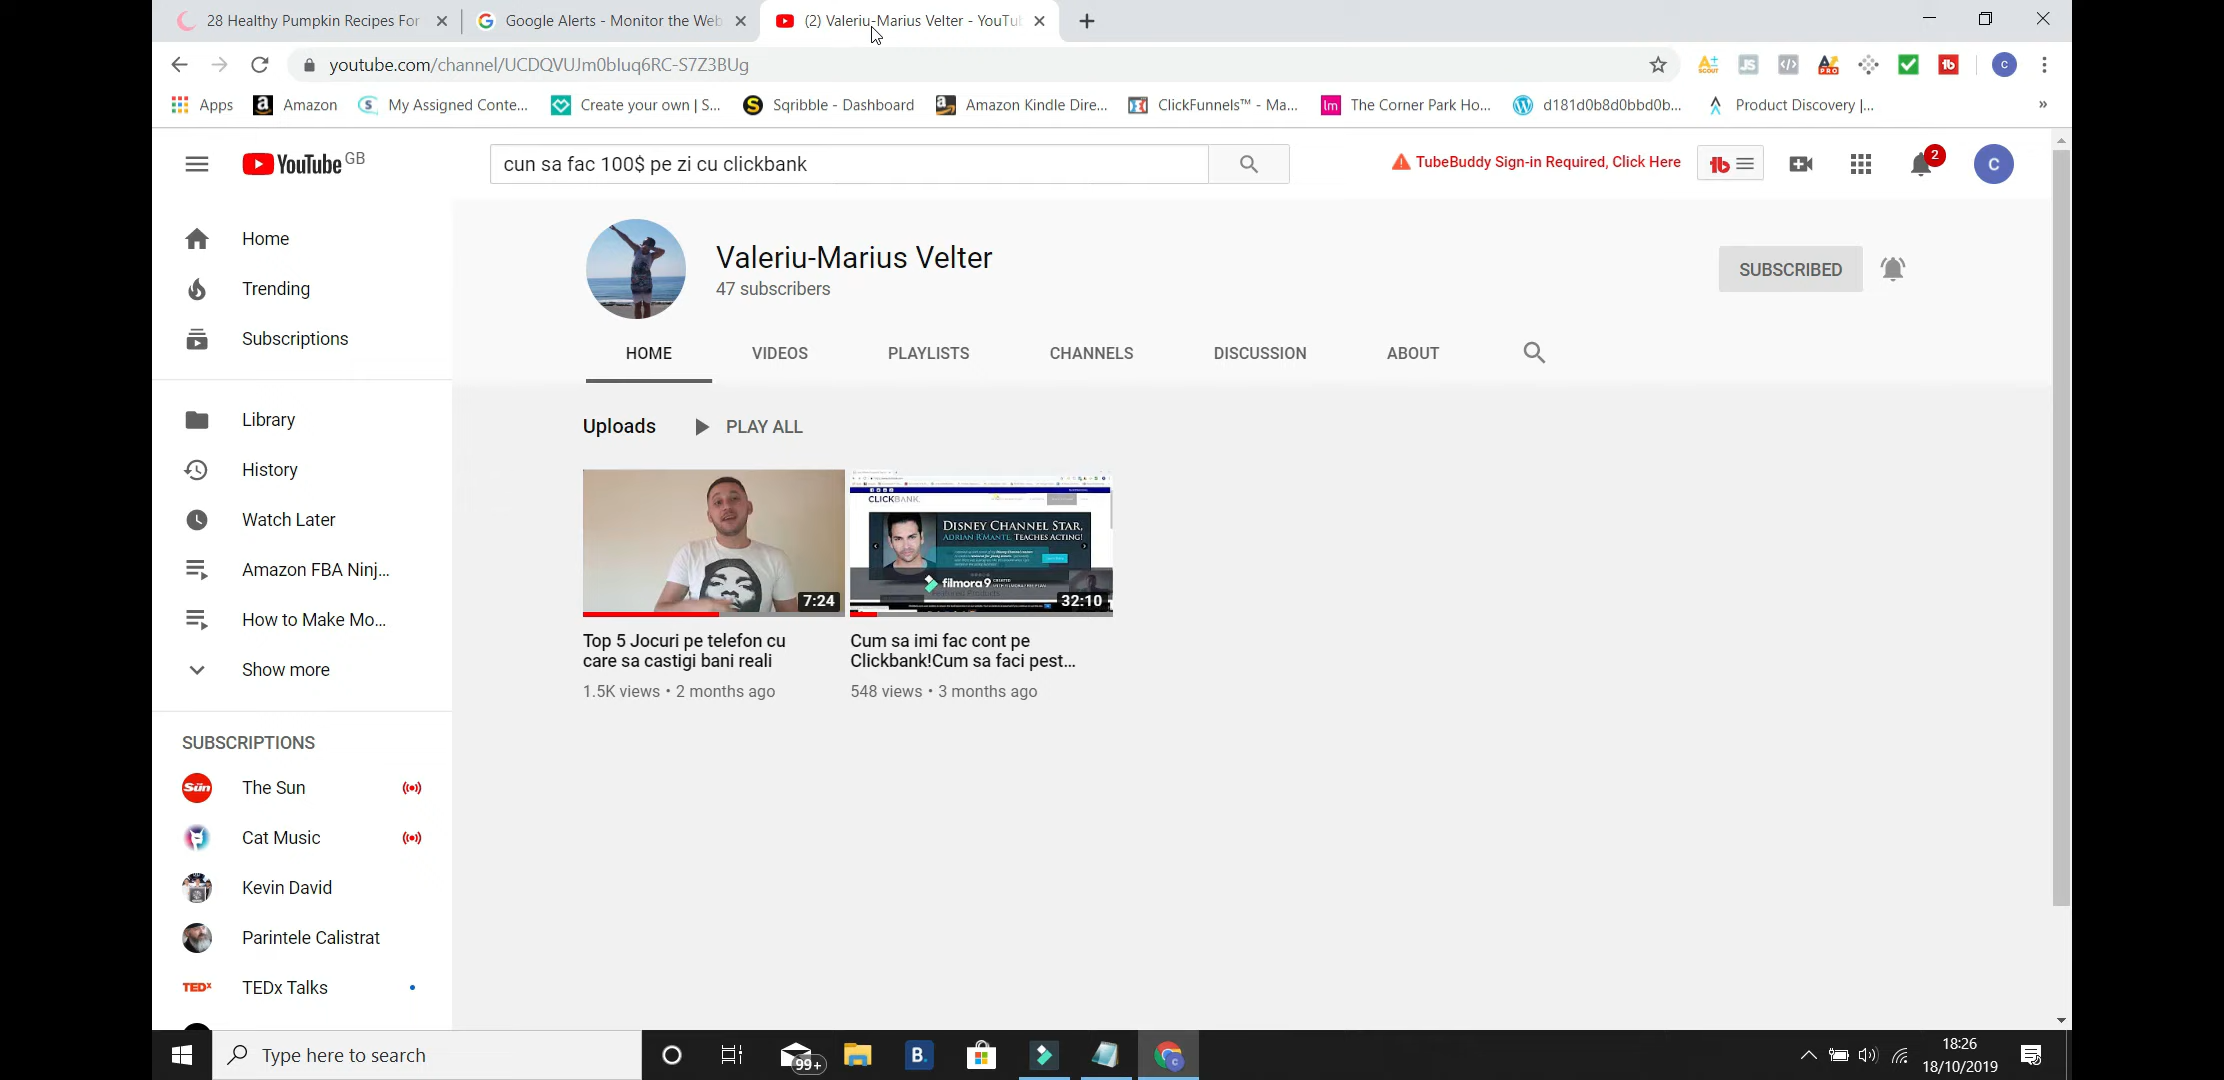 28 Healthy Pumpkin Recipes For
Google Alerts - Monitor the Web
(2) Valeriu-Marius Velter - YouTu
youtube.com/channel/UCDQVUJm0bluq6RC-S7Z3BUg
Apps
Amazon
My Assigned Conte...
Create your own | S...
Sqribble - Dashboard
Amazon Kindle Dire...
ClickFunnels™ - Ma...
The Corner Park Ho...
d181d0b8d0bbd0b...
Product Discovery |...
»
YouTube GB
cun sa fac 100$ pe zi cu clickbank
TubeBuddy Sign-in Required, Click Here
2
C
Home
Trending
Subscriptions
Library
History
Watch Later
Amazon FBA Ninj...
How to Make Mo...
Show more
SUBSCRIPTIONS
The Sun
Cat Music
Kevin David
Parintele Calistrat
TEDx TEDx Talks
Valeriu-Marius Velter
47 subscribers
SUBSCRIBED
HOME
VIDEOS
PLAYLISTS
CHANNELS
DISCUSSION
ABOUT
Uploads
PLAY ALL
7:24
Top 5 Jocuri pe telefon cu
care sa castigi bani reali
1.5K views • 2 months ago
CLICKBANK
DISNEY CHANNEL STAR,
ADRIAN R'MANTE, TEACHES ACTING!
filmora9
32:10
Cum sa imi fac cont pe
Clickbank!Cum sa faci pest...
548 views • 3 months ago
Type here to search
99+
B.
18:26
18/10/2019